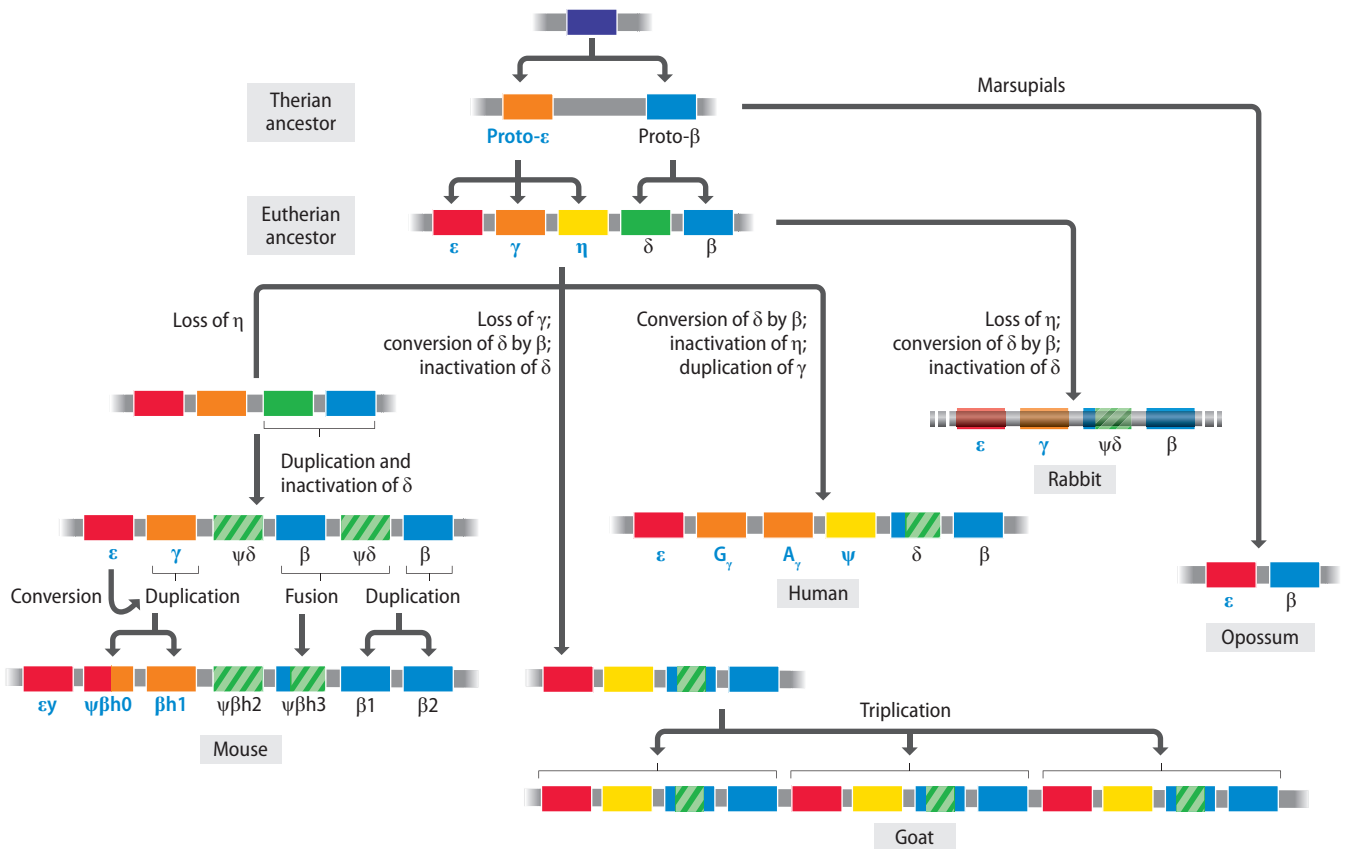 Marsupials
Therian
ancestor
Proto-ε
Proto-β
Eutherian
ancestor
ε
γ
η
δ
β
Loss of η
Loss of γ;
conversion of δ by β;
inactivation of δ
Conversion of δ by β;
inactivation of η;
duplication of γ
Loss of η;
conversion of δ by β;
inactivation of δ
ε
γ
ψδ
β
Rabbit
Duplication and
inactivation of δ
ε
γ
ψδ
β
ψδ
β
ε
Gγ
Aγ
ψ
δ
β
Human
Conversion
Duplication
Fusion
Duplication
ε
β
Opossum
εy
ψβh0
βh1
ψβh2
ψβh3
β1
β2
Mouse
Triplication
Goat